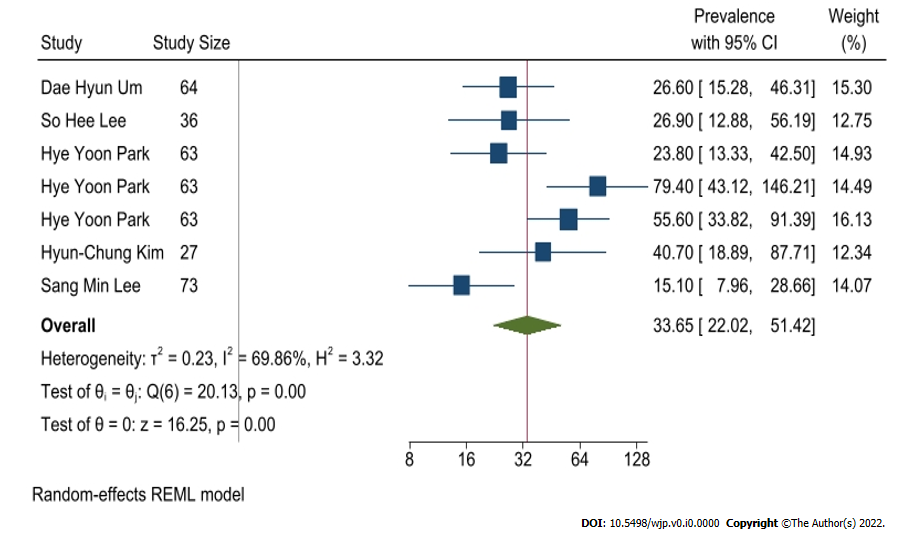 Prevalence Weight
Study Study Size with 95% CI (%)
Dae Hyun Um 64 26.60 [ 15.28, 46.31] 15.30
So Hee Lee 36 26.90 [ 12.88, 56.19] 12.75
Hye Yoon Park 63 23.80 [ 13.33, 42.50] 14.93
Hye Yoon Park 63 79.40 [ 43.12, 146.21] 14.49
Hye Yoon Park 63 55.60 [ 33.82, 91.39] 16.13
Hyun-Chung Kim 27 40.70 [ 18.89, 87.71] 12.34
Sang Min Lee 73 15.10 [ 7.96, 28.66] 14.07
Overall 33.65 [ 22.02, 51.42]
Heterogeneity: τ² = 0.23, I² = 69.86%, H² = 3.32
Test of θᵢ = θⱼ: Q(6) = 20.13, p = 0.00
Test of θ = 0: z = 16.25, p = 0.00
8 16 32 64 128
Random-effects REML model
DOI: 10.5498/wjp.v0.i0.0000 Copyright ©The Author(s) 2022.